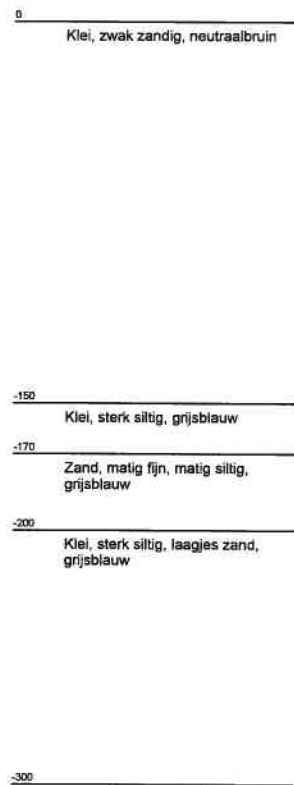 0
Klei, zwak zandig, neutraalbruin
-150
Klei, sterk siltig, grijsblauw
-170
Zand, matig fijn, matig siltig,
grijsblauw
-200
Klei, sterk siltig, laagjes zand,
grijsblauw
-300